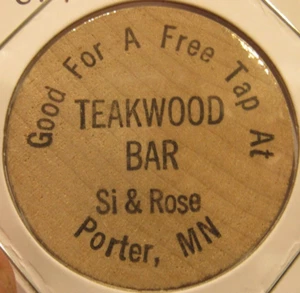 Good For A Free Tap At
TEAKWOOD
BAR
Si & Rose
Porter, MN